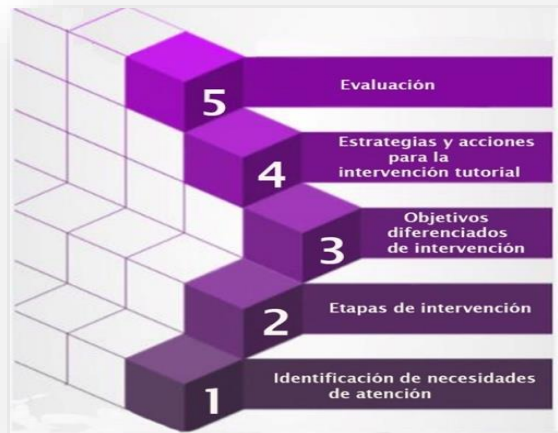 5
Evaluación
4
Estrategias y acciones
para la
intervención tutorial
3
Objetivos
diferenciados
de intervención
2
Etapas de intervención
1
Identificación de necesidades
de atención